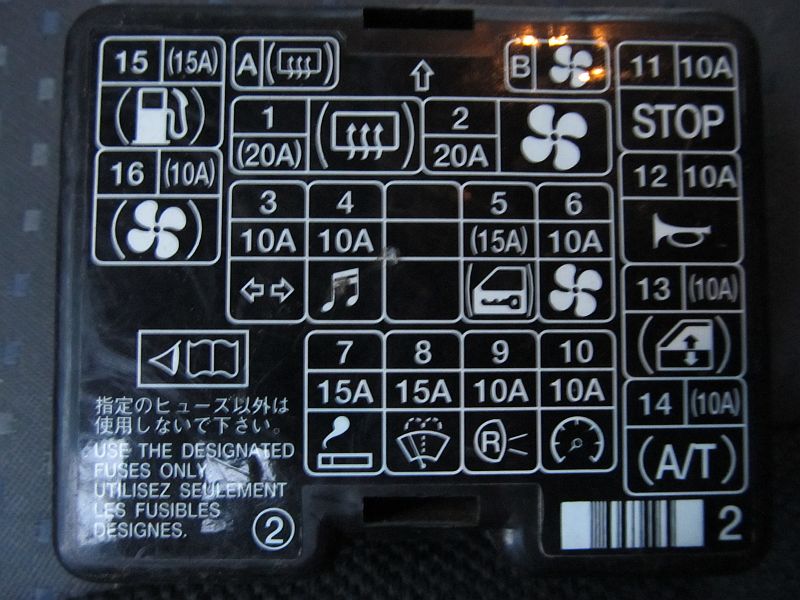 15 (15A)
A
B
11 10A
STOP
1
(20A)
2
20A
16 (10A)
12 10A
3 4 5 6
10A 10A (15A) 10A
13 (10A)
7 8 9 10
15A 15A 10A 10A
R
14 (10A)
(A/T)
指定のヒューズ以外は
使用しないで下さい。
USE THE DESIGNATED
FUSES ONLY.
UTILISEZ SEULEMENT
LES FUSIBLES
DESIGNES.
2
2